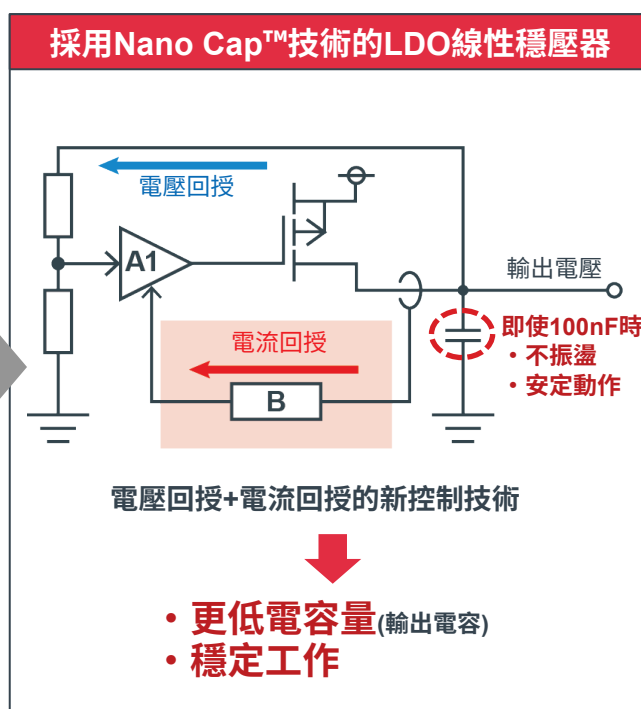 採用Nano Cap™技術的LDO線性穩壓器
電壓回授
A1
輸出電壓
即使100nF時
・不振盪
・安定動作
電流回授
B
電壓回授+電流回授的新控制技術
・更低電容量(輸出電容)
・穩定工作